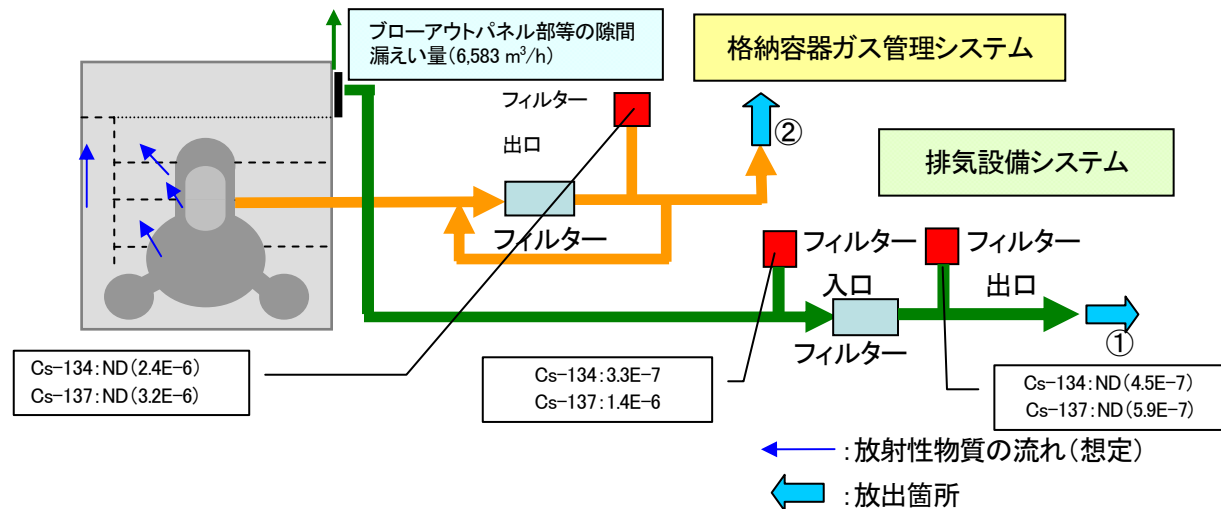 ブローアウトパネル部等の隙間
漏えい量(6,583 m³/h)
格納容器ガス管理システム
フィルター
出口
②
排気設備システム
フィルター
フィルター
入口
フィルター
出口
フィルター
①
Cs-134:ND(2.4E-6)
Cs-137:ND(3.2E-6)
Cs-134:3.3E-7
Cs-137:1.4E-6
Cs-134:ND(4.5E-7)
Cs-137:ND(5.9E-7)
:放射性物質の流れ(想定)
:放出箇所